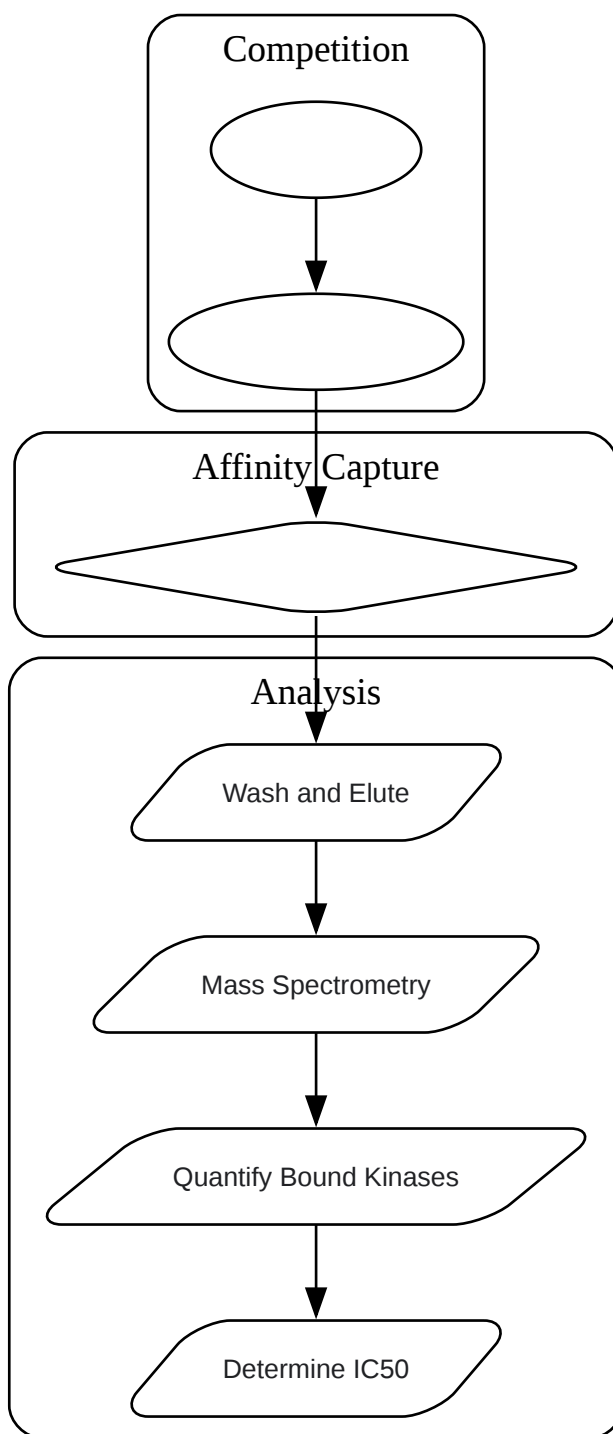 Competition
Affinity Capture
Analysis
Wash and Elute
Mass Spectrometry
Quantify Bound Kinases
Determine IC50